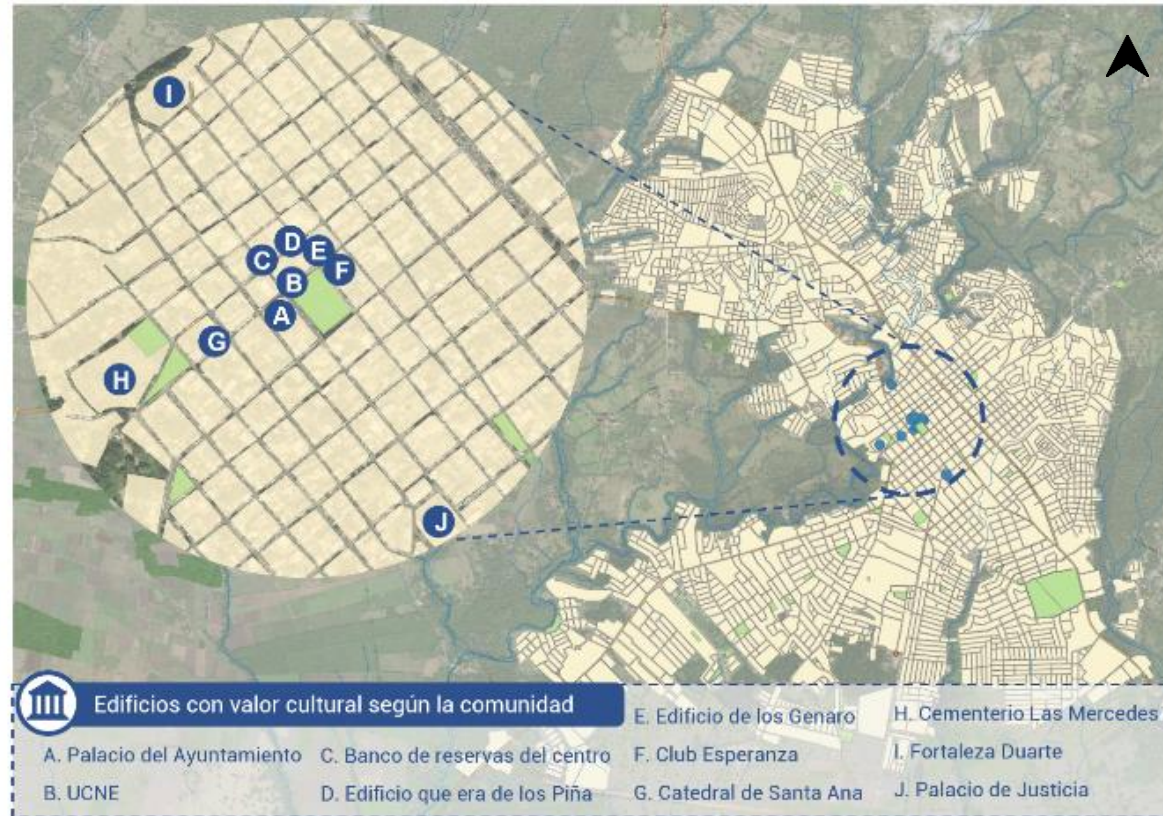 I
D
E
C
F
B
A
G
H
J
Edificios con valor cultural según la comunidad
A. Palacio del Ayuntamiento
B. UCNE
C. Banco de reservas del centro
D. Edificio que era de los Piña
E. Edificio de los Genaro
F. Club Esperanza
G. Catedral de Santa Ana
H. Cementerio Las Mercedes
I. Fortaleza Duarte
J. Palacio de Justicia